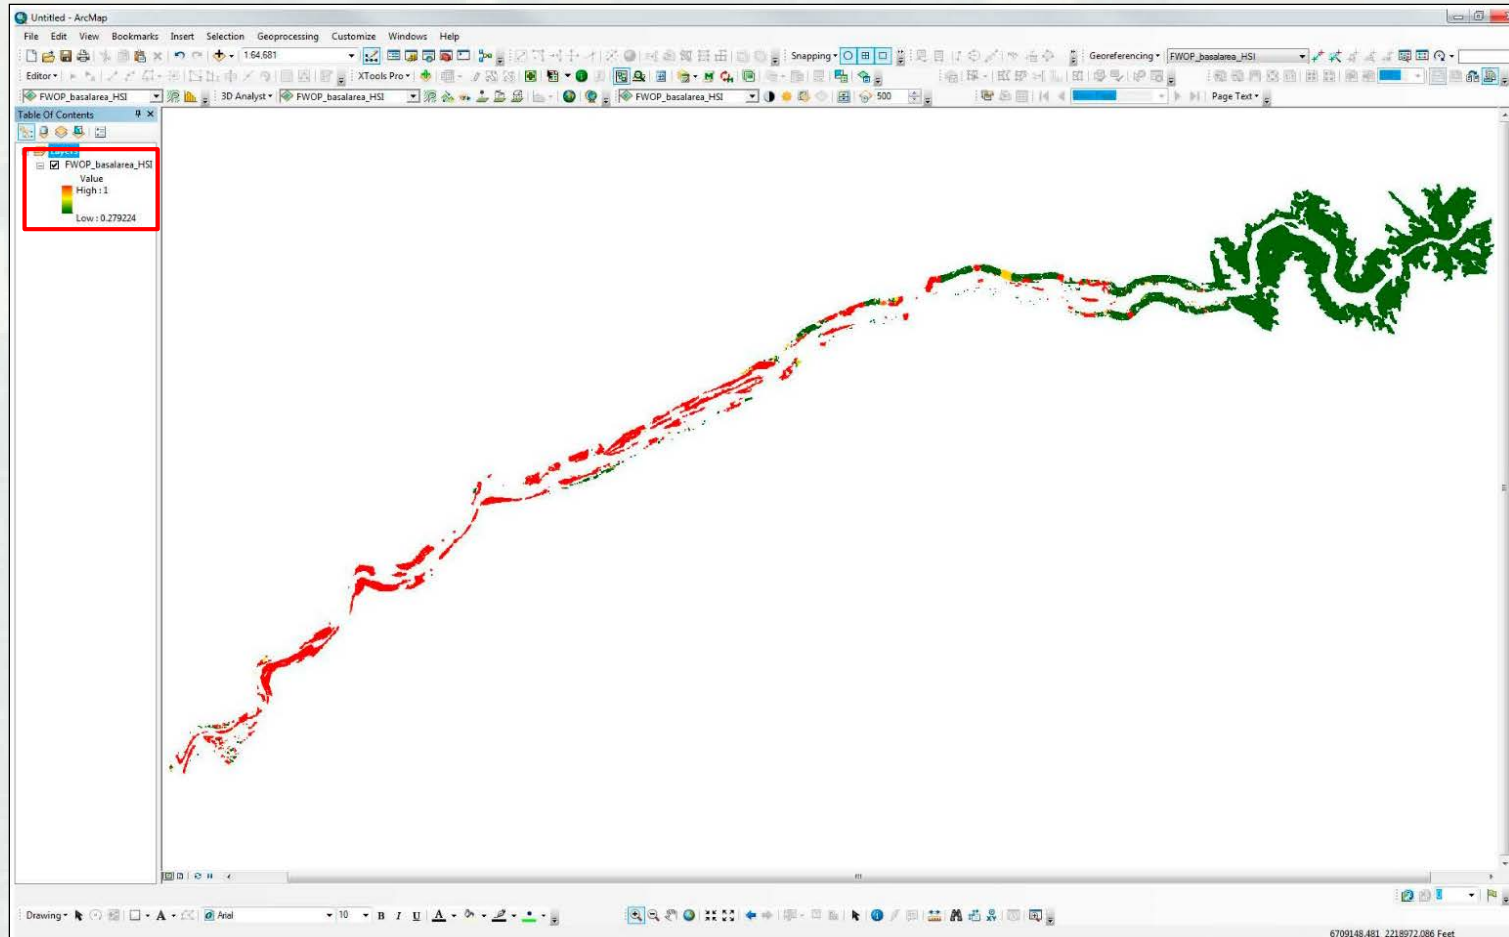 Untitled - ArcMap
File Edit View Bookmarks Insert Selection Geoprocessing Customize Windows Help
1:64,681 Snapping Georeferencing FWOP_basalarea_HSI
Editor XTools Pro
FWOP_basalarea_HSI 3D Analyst FWOP_basalarea_HSI FWOP_basalarea_HSI 500 Page Text
Table Of Contents
FWOP_basalarea_HSI
Value
High : 1
Low : 0.279224
Drawing A Arial 10 B I U A
6709148.481 2218972.086 Feet